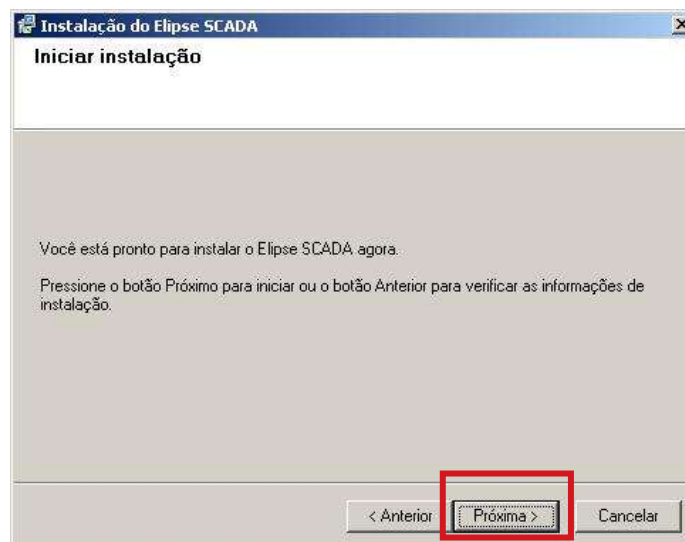 Instalação do Elipse SCADA
Iniciar instalação
Você está pronto para instalar o Elipse SCADA agora.
Pressione o botão Próximo para iniciar ou o botão Anterior para verificar as informações de
instalação.
< Anterior Próxima > Cancelar